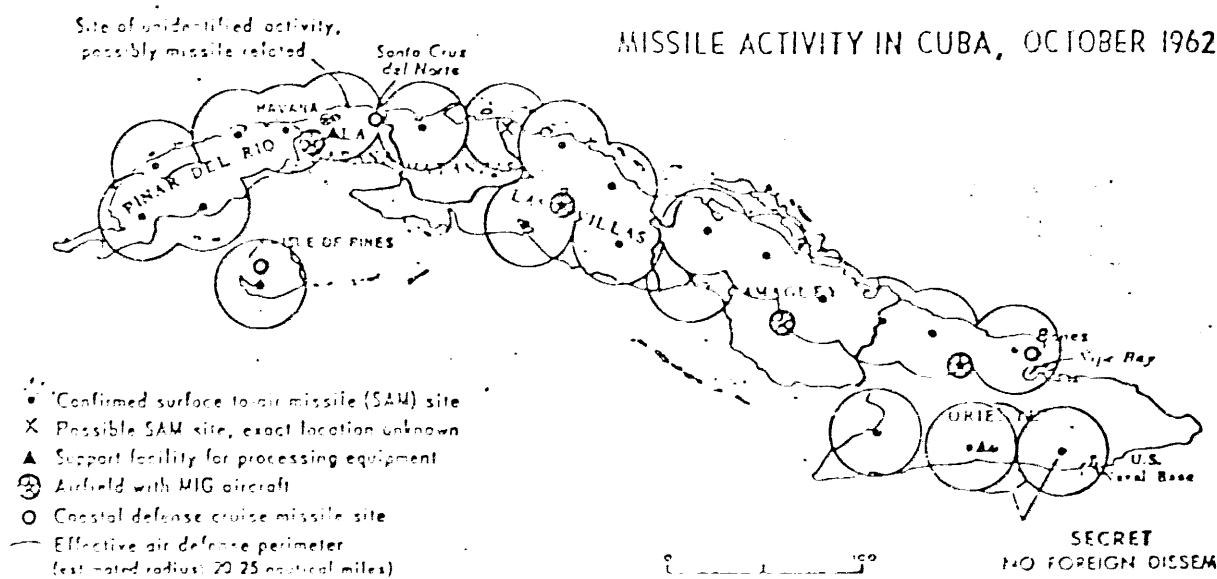 MISSILE ACTIVITY IN CUBA, OCTOBER 1962
Site of unidentified activity,
possibly missile related
Santa Cruz
del Norte
HAVANA
PINAR DEL RIO
ISLE OF PINES
LAS VILLAS
ORIENTE
Nipe Bay
U.S.
Naval Base
Confirmed surface to air missile (SAM) site
X Possible SAM site, exact location unknown
Support facility for processing equipment
Airfield with MIG aircraft
Coastal defense cruise missile site
Effective air defense perimeter
(estimated radius: 20-25 nautical miles)
SECRET
NO FOREIGN DISSEM